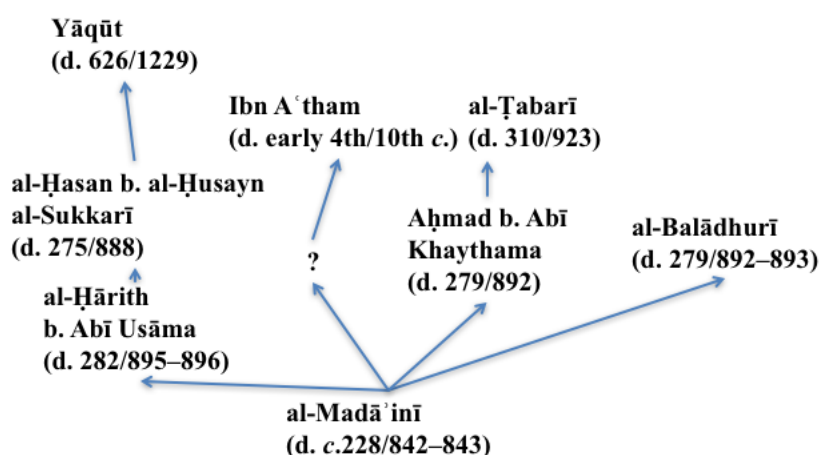 Yāqūt
(d. 626/1229)
Ibn Aʿtham
(d. early 4th/10th c.)
al-Ṭabarī
(d. 310/923)
al-Ḥasan b. al-Ḥusayn
al-Sukkarī
(d. 275/888)
?
Aḥmad b. Abī
Khaythama
(d. 279/892)
al-Balādhurī
(d. 279/892–893)
al-Ḥārith
b. Abī Usāma
(d. 282/895–896)
al-Madāʾinī
(d. c.228/842–843)